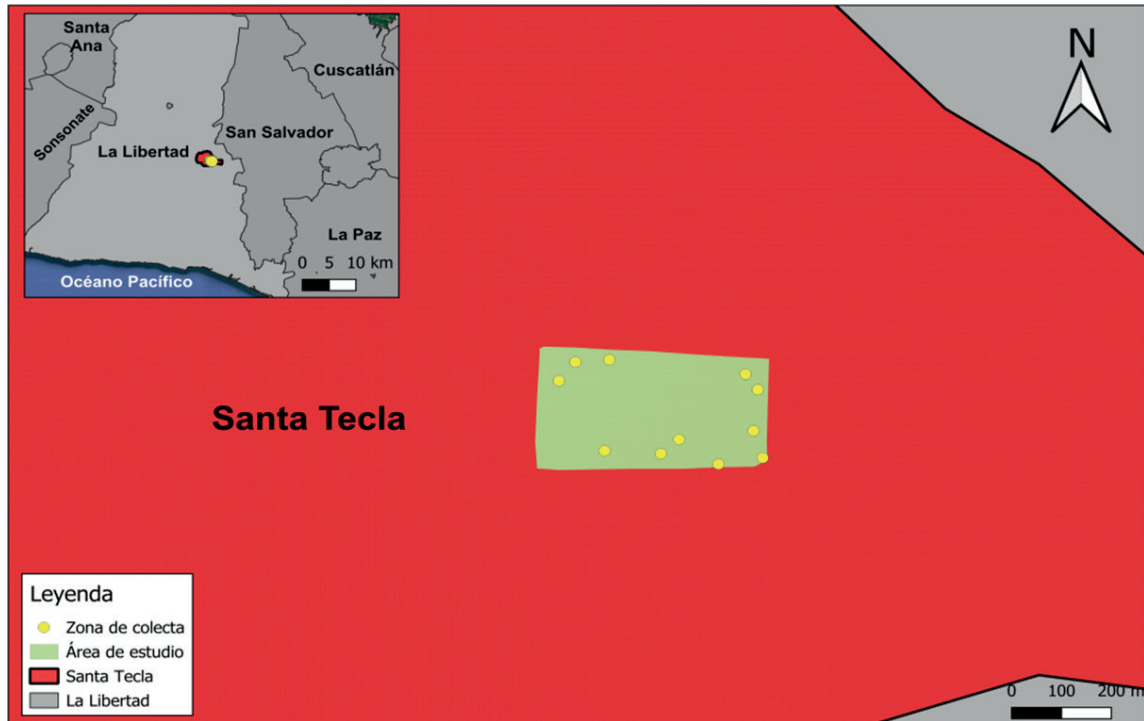 Santa
Ana
Cuscatlán
Sonsonate
San Salvador
La Libertad
La Paz
0 5 10 km
Océano Pacífico
N
Santa Tecla
Leyenda
Zona de colecta
Área de estudio
Santa Tecla
La Libertad
0 100 200 m